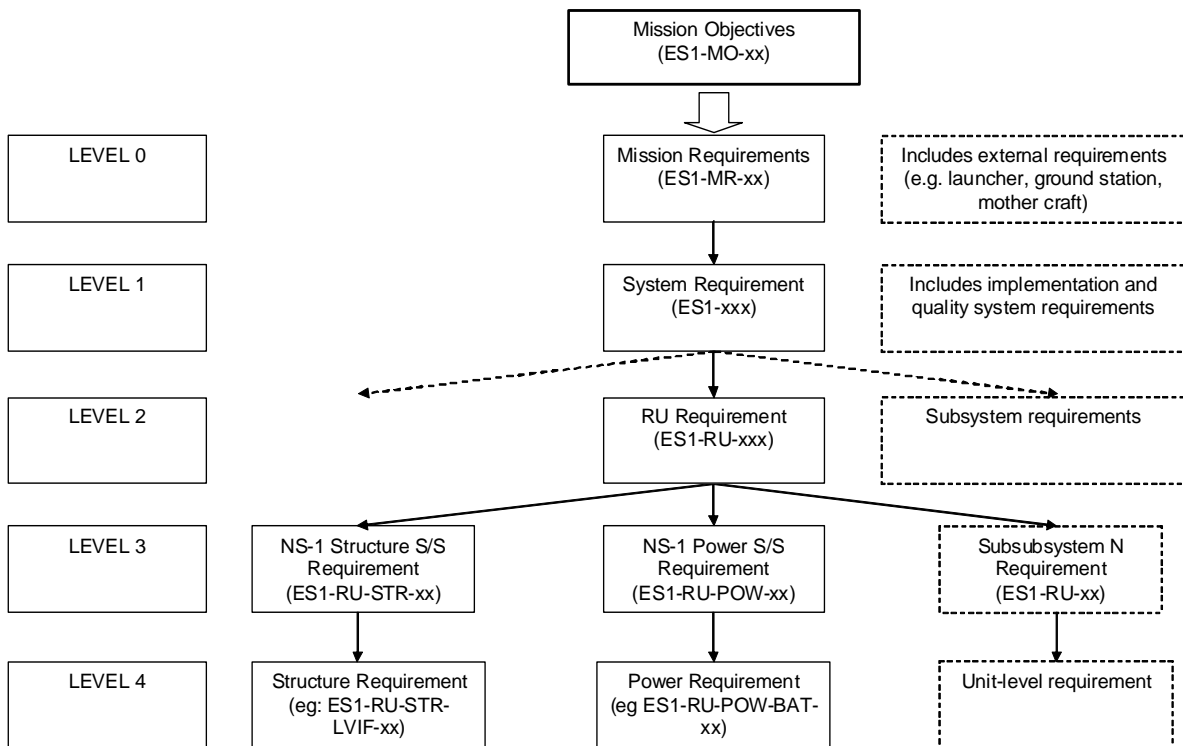 Mission Objectives
(ES1-MO-xx)
LEVEL 0
Mission Requirements
(ES1-MR-xx)
Includes external requirements
(e.g. launcher, ground station,
mother craft)
LEVEL 1
System Requirement
(ES1-xxx)
Includes implementation and
quality system requirements
LEVEL 2
RU Requirement
(ES1-RU-xxx)
Subsystem requirements
LEVEL 3
NS-1 Structure S/S
Requirement
(ES1-RU-STR-xx)
NS-1 Power S/S
Requirement
(ES1-RU-POW-xx)
Subsubsystem N
Requirement
(ES1-RU-xx)
LEVEL 4
Structure Requirement
(eg: ES1-RU-STR-
LVIF-xx)
Power Requirement
(eg ES1-RU-POW-BAT-
xx)
Unit-level requirement